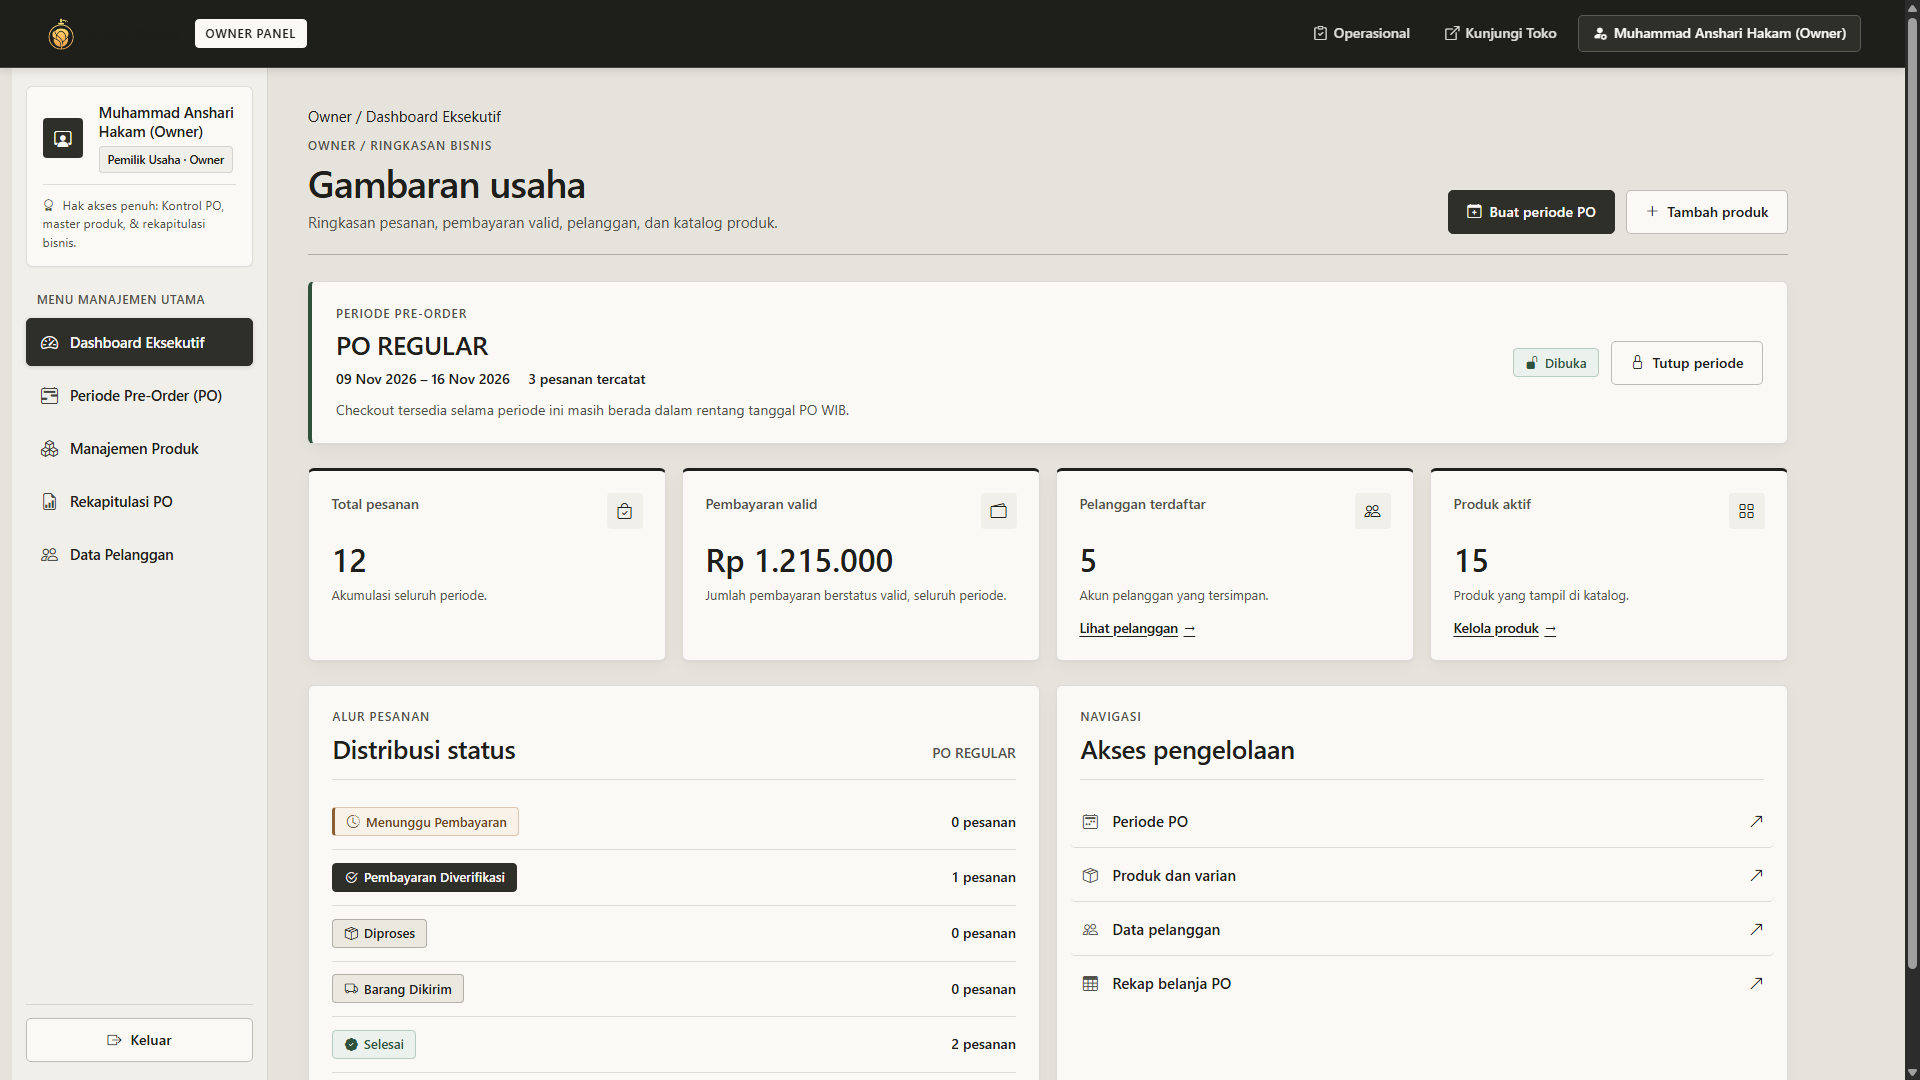 OWNER PANEL
Operasional
Kunjungi Toko
Muhammad Anshari Hakam (Owner)
Muhammad Anshari
Hakam (Owner)
Pemilik Usaha · Owner
Hak akses penuh: Kontrol PO,
master produk, & rekapitulasi
bisnis.
MENU MANAJEMEN UTAMA
Dashboard Eksekutif
Periode Pre-Order (PO)
Manajemen Produk
Rekapitulasi PO
Data Pelanggan
Keluar
Owner / Dashboard Eksekutif
OWNER / RINGKASAN BISNIS
Gambaran usaha
Ringkasan pesanan, pembayaran valid, pelanggan, dan katalog produk.
Buat periode PO
+ Tambah produk
PERIODE PRE-ORDER
PO REGULAR
09 Nov 2026 – 16 Nov 2026 3 pesanan tercatat
Checkout tersedia selama periode ini masih berada dalam rentang tanggal PO WIB.
Dibuka
Tutup periode
Total pesanan
12
Akumulasi seluruh periode.
Pembayaran valid
Rp 1.215.000
Jumlah pembayaran berstatus valid, seluruh periode.
Pelanggan terdaftar
5
Akun pelanggan yang tersimpan.
Lihat pelanggan →
Produk aktif
15
Produk yang tampil di katalog.
Kelola produk →
ALUR PESANAN
Distribusi status
PO REGULAR
Menunggu Pembayaran 0 pesanan
Pembayaran Diverifikasi 1 pesanan
Diproses 0 pesanan
Barang Dikirim 0 pesanan
Selesai 2 pesanan
NAVIGASI
Akses pengelolaan
Periode PO
Produk dan varian
Data pelanggan
Rekap belanja PO